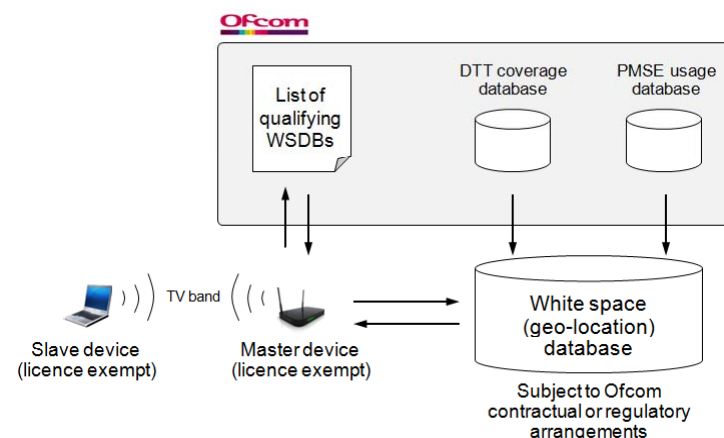 Ofcom
List of
qualifying
WSDBs
DTT coverage
database
PMSE usage
database
TV band
Slave device
(licence exempt)
Master device
(licence exempt)
White space
(geo-location)
database
Subject to Ofcom
contractual or regulatory
arrangements